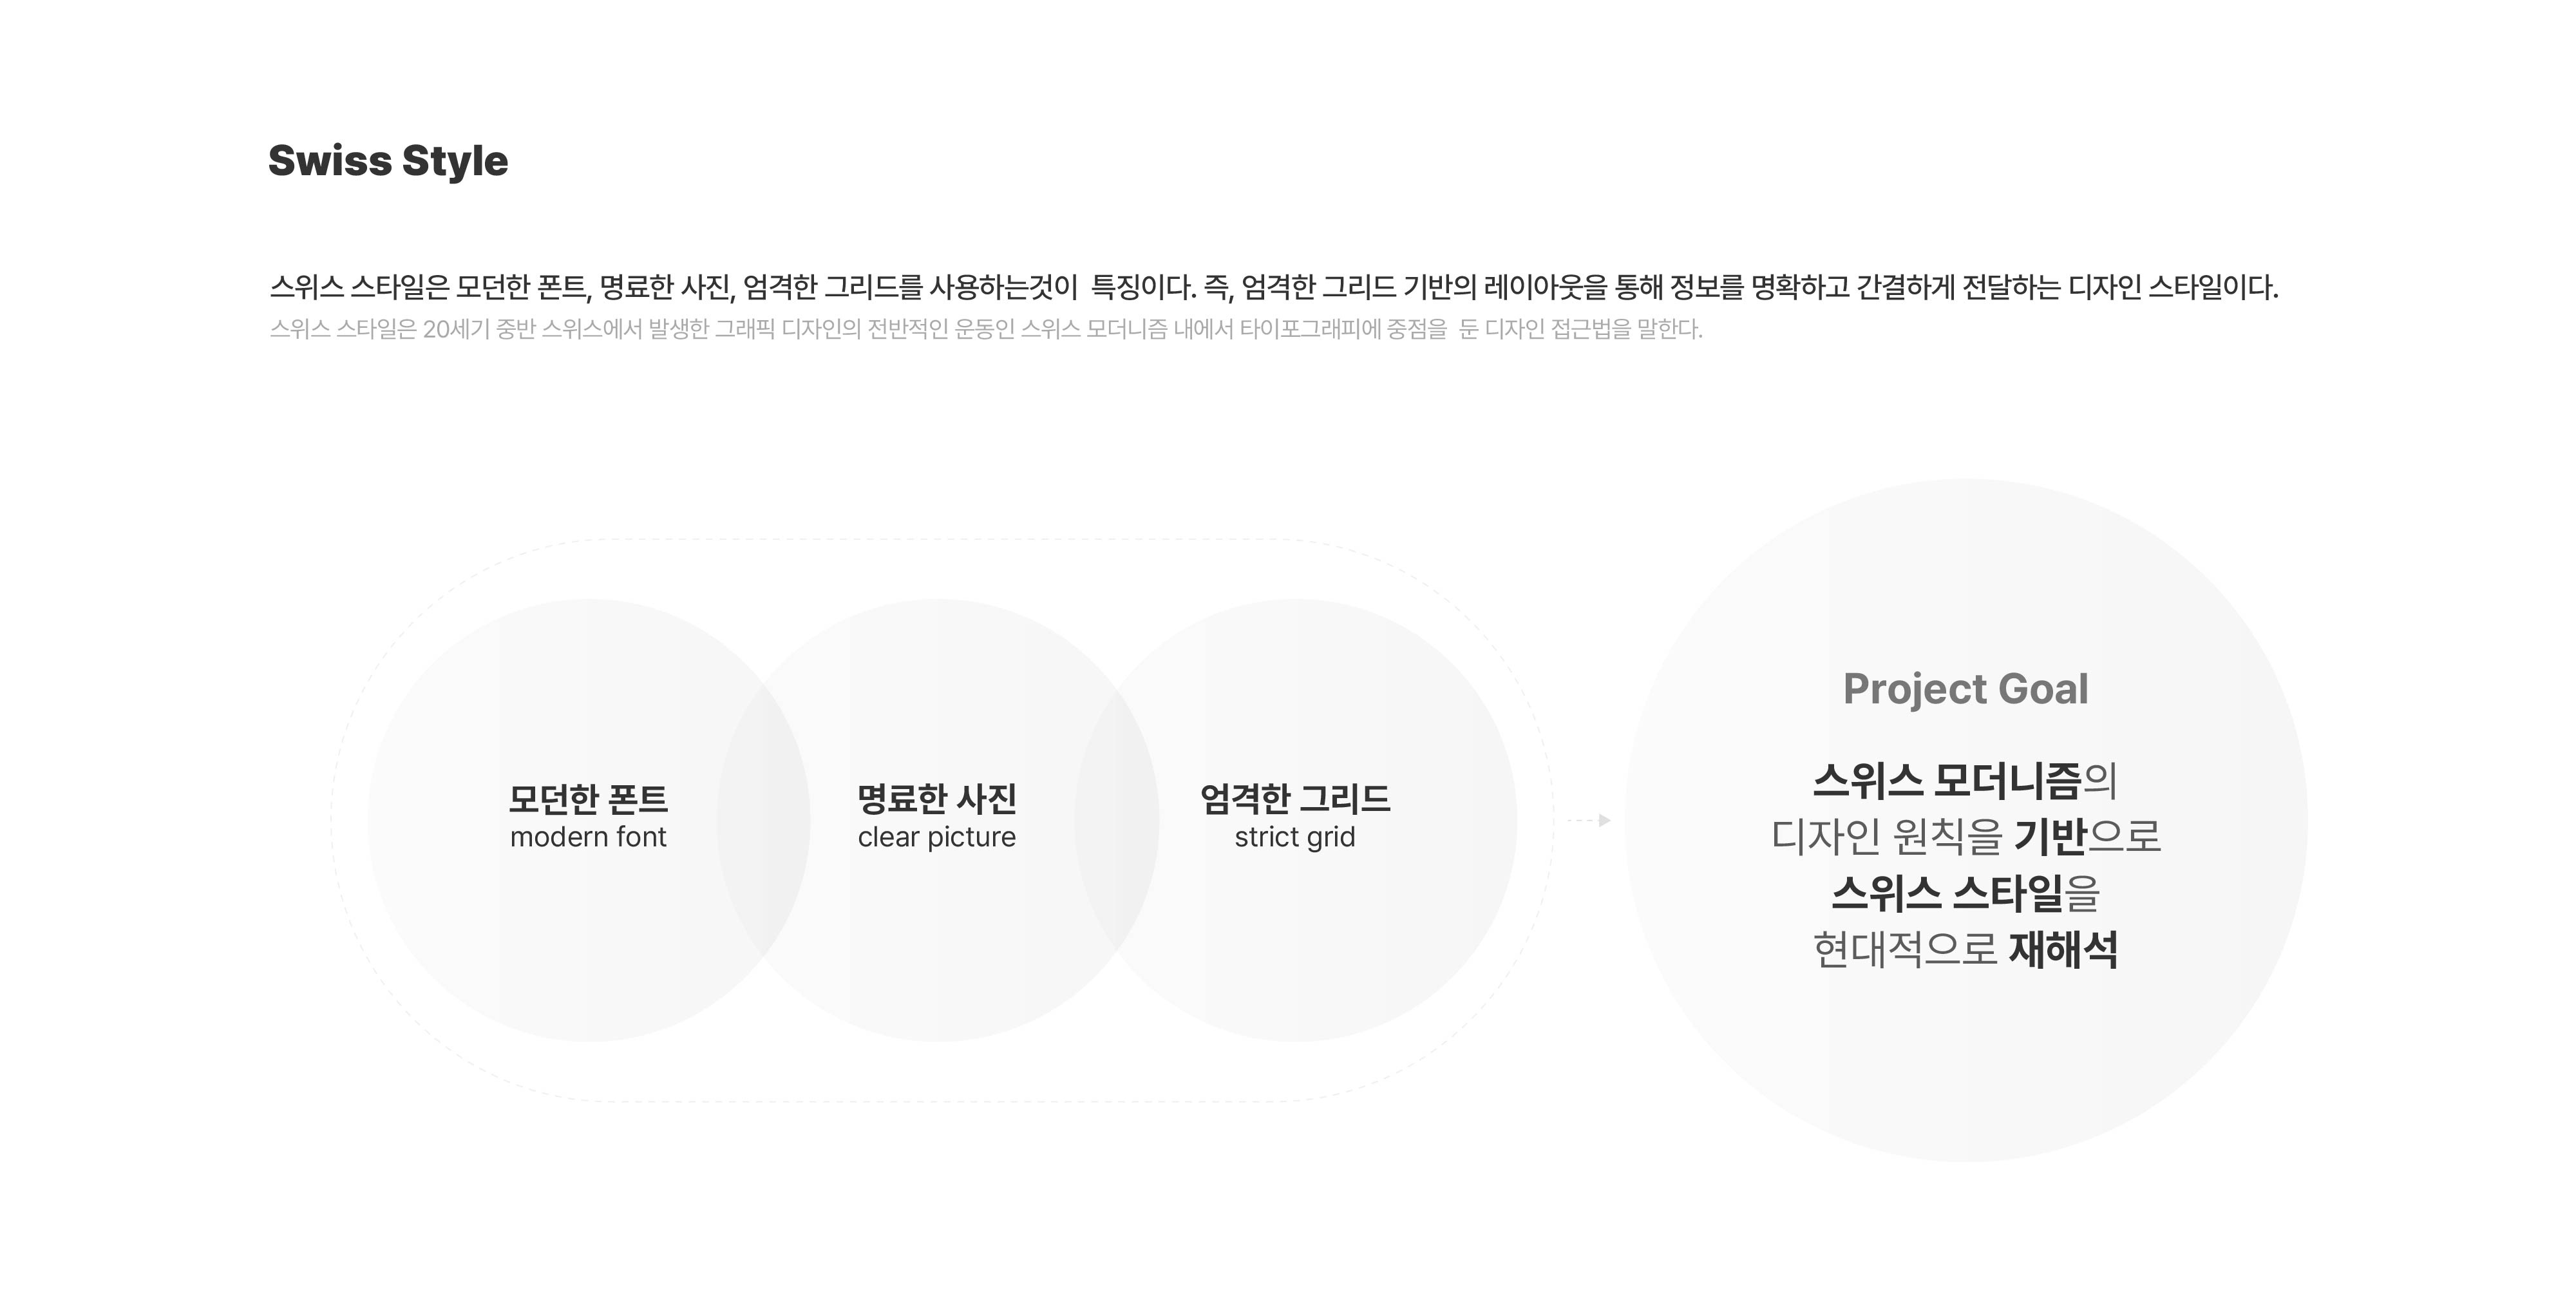 Swiss Style
스위스 스타일은 모던한 폰트, 명료한 사진, 엄격한 그리드를 사용하는것이  특징이다. 즉, 엄격한 그리드 기반의 레이아웃을 통해 정보를 명확하고 간결하게 전달하는 디자인 스타일이다.
스위스 스타일은 20세기 중반 스위스에서 발생한 그래픽 디자인의 전반적인 운동인 스위스 모더니즘 내에서 타이포그래피에 중점을  둔 디자인 접근법을 말한다.
모던한 폰트
modern font
명료한 사진
clear picture
엄격한 그리드
strict grid
Project Goal
스위스 모더니즘의
디자인 원칙을 기반으로
스위스 스타일을
현대적으로 재해석